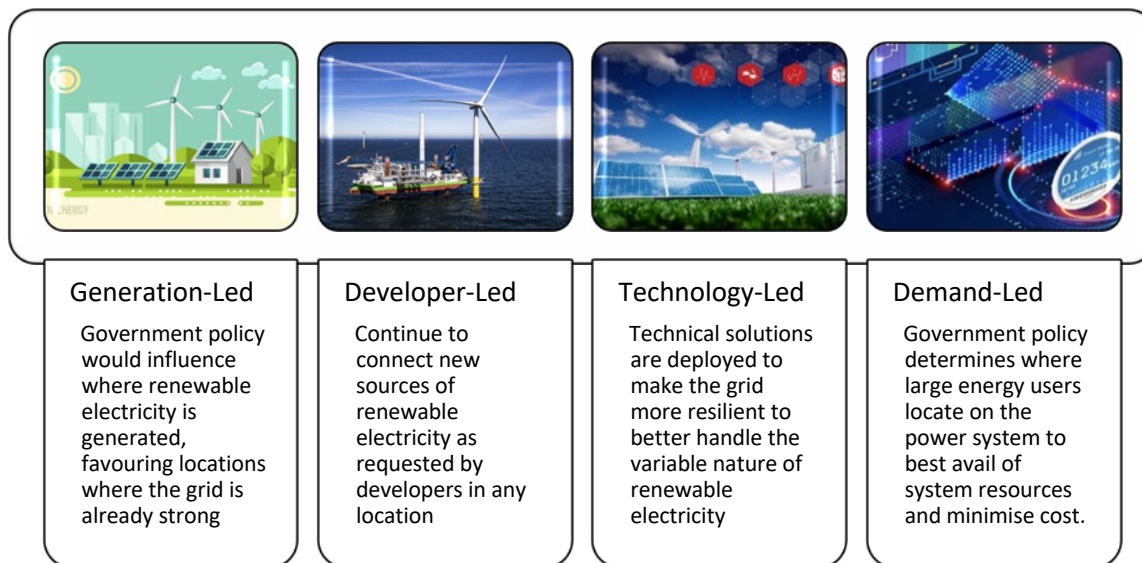 N ENERGY
01234
Generation-Led
Government policy
would influence
where renewable
electricity is
generated,
favouring locations
where the grid is
already strong
Developer-Led
Continue to
connect new
sources of
renewable
electricity as
requested by
developers in any
location
Technology-Led
Technical solutions
are deployed to
make the grid
more resilient to
better handle the
variable nature of
renewable
electricity
Demand-Led
Government policy
determines where
large energy users
locate on the
power system to
best avail of
system resources
and minimise cost.